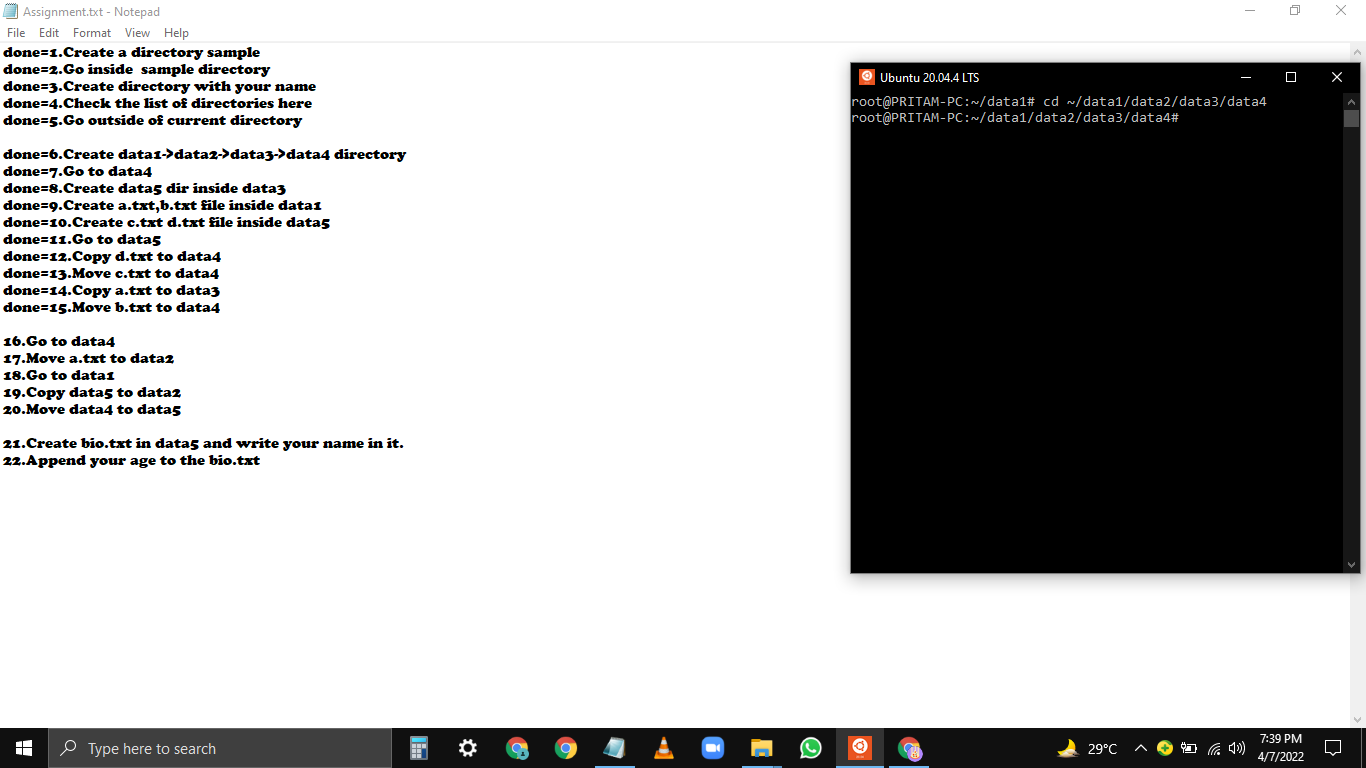 Assignment.txt - Notepad
File Edit Format View Help
done=1.Create a directory sample
done=2.Go inside  sample directory
done=3.Create directory with your name
done=4.Check the list of directories here
done=5.Go outside of current directory
done=6.Create data1->data2->data3->data4 directory
done=7.Go to data4
done=8.Create data5 dir inside data3
done=9.Create a.txt,b.txt file inside data1
done=10.Create c.txt d.txt file inside data5
done=11.Go to data5
done=12.Copy d.txt to data4
done=13.Move c.txt to data4
done=14.Copy a.txt to data3
done=15.Move b.txt to data4
16.Go to data4
17.Move a.txt to data2
18.Go to data1
19.Copy data5 to data2
20.Move data4 to data5
21.Create bio.txt in data5 and write your name in it.
22.Append your age to the bio.txt
Ubuntu 20.04.4 LTS
root@PRITAM-PC:~/data1# cd ~/data1/data2/data3/data4
root@PRITAM-PC:~/data1/data2/data3/data4#
Type here to search
29°C
7:39 PM
4/7/2022